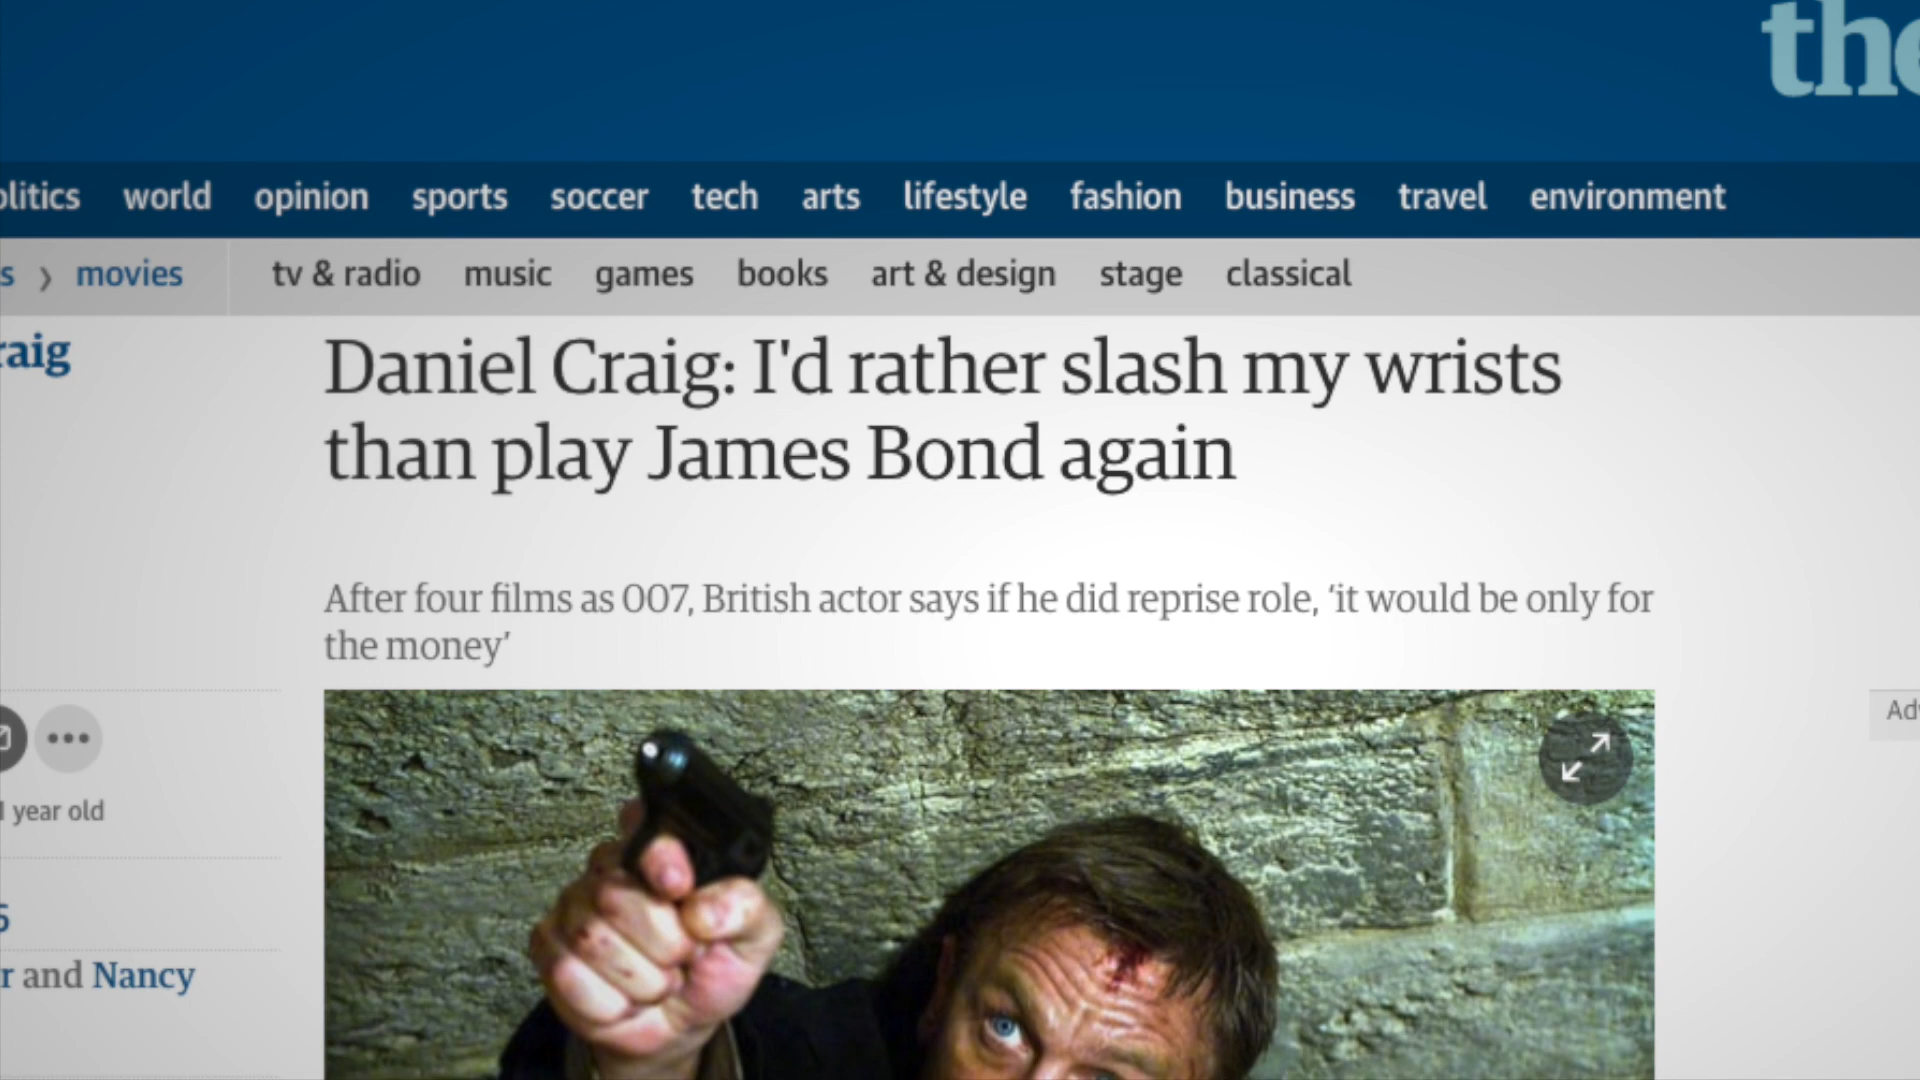 the
olitics world opinion sports soccer tech arts lifestyle fashion business travel environment
s › movies tv & radio music games books art & design stage classical
raig
Daniel Craig: I'd rather slash my wrists
than play James Bond again
After four films as 007, British actor says if he did reprise role, ‘it would be only for
the money’
Adv
1 year old
5
r and Nancy